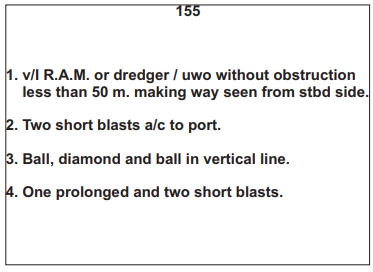 155
1. v/l R.A.M. or dredger / uwo without obstruction
less than 50 m. making way seen from stbd side.
2. Two short blasts a/c to port.
3. Ball, diamond and ball in vertical line.
4. One prolonged and two short blasts.